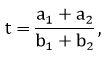 t = (a₁ + a₂) / (b₁ + b₂),